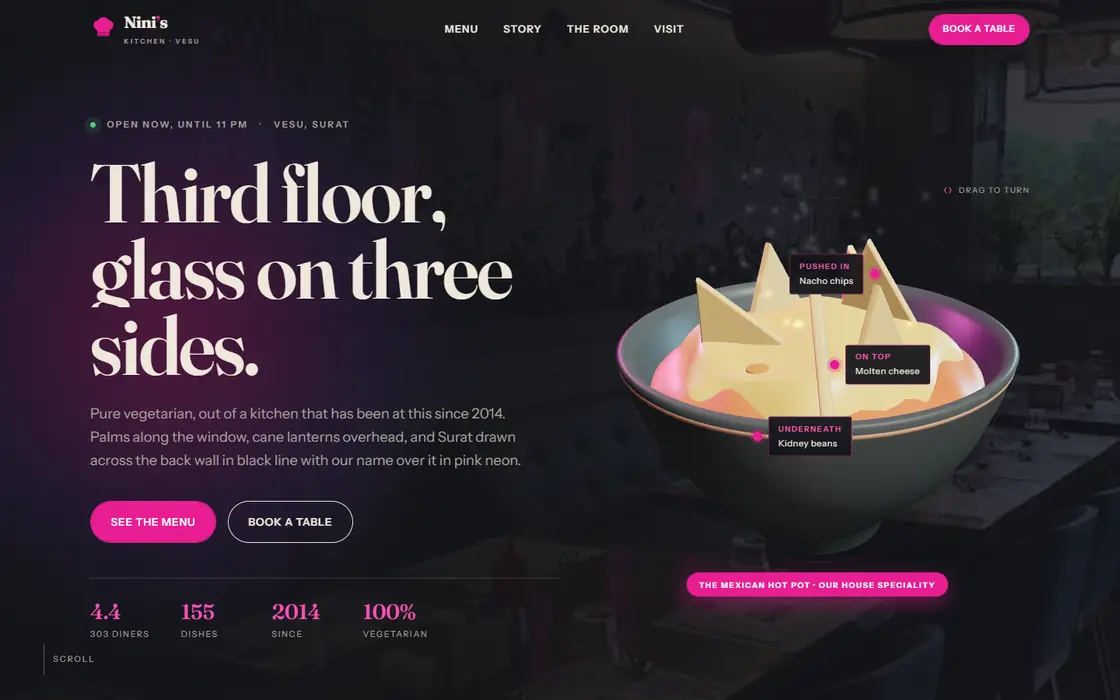 Nini's
KITCHEN · VESU
MENU
STORY
THE ROOM
VISIT
BOOK A TABLE
OPEN NOW, UNTIL 11 PM · VESU, SURAT
Third floor,
glass on three
sides.
Pure vegetarian, out of a kitchen that has been at this since 2014.
Palms along the window, cane lanterns overhead, and Surat drawn
across the back wall in black line with our name over it in pink neon.
SEE THE MENU
BOOK A TABLE
4.4
303 DINERS
155
DISHES
2014
SINCE
100%
VEGETARIAN
SCROLL
DRAG TO TURN
PUSHED IN
Nacho chips
ON TOP
Molten cheese
UNDERNEATH
Kidney beans
THE MEXICAN HOT POT · OUR HOUSE SPECIALITY